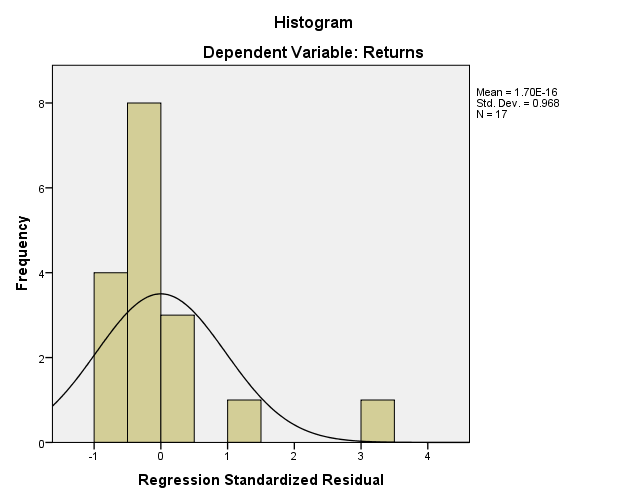 Histogram
Dependent Variable: Returns
Mean = 1.70E-16
Std. Dev. = 0.968
N = 17
Frequency
8
6
4
2
0
-1 0 1 2 3 4
Regression Standardized Residual